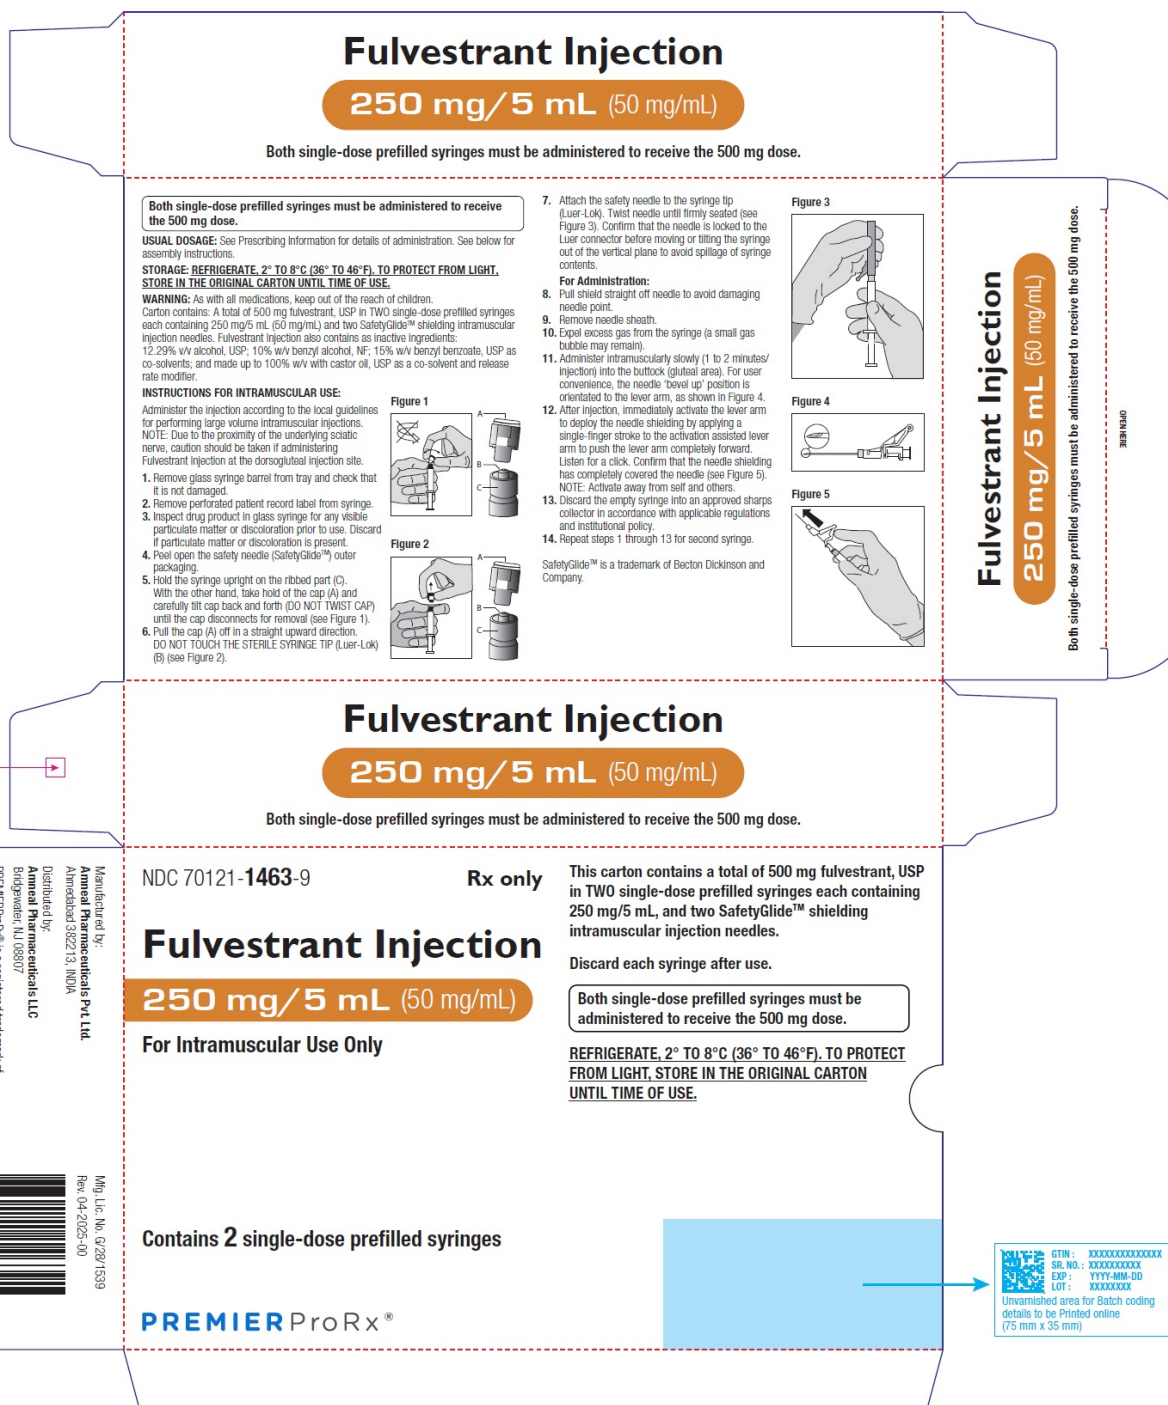 Fulvestrant Injection
250 mg/5 mL (50 mg/mL)
Both single-dose prefilled syringes must be administered to receive the 500 mg dose.
Both single-dose prefilled syringes must be administered to receive
the 500 mg dose.
USUAL DOSAGE: See Prescribing Information for details of administration. See below for
assembly instructions.
STORAGE: REFRIGERATE, 2° TO 8°C (36° TO 46°F). TO PROTECT FROM LIGHT,
STORE IN THE ORIGINAL CARTON UNTIL TIME OF USE.
WARNING: As with all medications, keep out of the reach of children.
Carton contains: A total of 500 mg fulvestrant, USP in TWO single-dose prefilled syringes
each containing 250 mg/5 mL (50 mg/mL) and two SafetyGlide™ shielding intramuscular
injection needles. Fulvestrant Injection also contains as inactive ingredients:
12.29% v/v alcohol, USP; 10% w/v benzyl alcohol, NF; 15% w/v benzyl benzoate, USP as
co-solvents; and made up to 100% w/v with castor oil, USP as a co-solvent and release
rate modifier.
INSTRUCTIONS FOR INTRAMUSCULAR USE:
Administer the injection according to the local guidelines
for performing large volume intramuscular injections.
NOTE: Due to the proximity of the underlying sciatic
nerve, caution should be taken if administering
Fulvestrant Injection at the dorsogluteal injection site.
1. Remove glass syringe barrel from tray and check that
it is not damaged.
2. Remove perforated patient record label from syringe.
3. Inspect drug product in glass syringe for any visible
particulate matter or discoloration prior to use. Discard
if particulate matter or discoloration is present.
4. Peel open the safety needle (SafetyGlide™) outer
packaging.
5. Hold the syringe upright on the ribbed part (C).
With the other hand, take hold of the cap (A) and
carefully tilt cap back and forth (DO NOT TWIST CAP)
until the cap disconnects for removal (see Figure 1).
6. Pull the cap (A) off in a straight upward direction.
DO NOT TOUCH THE STERILE SYRINGE TIP (Luer-Lok)
(B) (see Figure 2).
Figure 1
A
B
C
Figure 2
A
B
C
7. Attach the safety needle to the syringe tip
(Luer-Lok). Twist needle until firmly seated (see
Figure 3). Confirm that the needle is locked to the
Luer connector before moving or tilting the syringe
out of the vertical plane to avoid spillage of syringe
contents.
For Administration:
8. Pull shield straight off needle to avoid damaging
needle point.
9. Remove needle sheath.
10. Expel excess gas from the syringe (a small gas
bubble may remain).
11. Administer intramuscularly slowly (1 to 2 minutes/
injection) into the buttock (gluteal area). For user
convenience, the needle ‘bevel up’ position is
orientated to the lever arm, as shown in Figure 4.
12. After injection, immediately activate the lever arm
to deploy the needle shielding by applying a
single-finger stroke to the activation assisted lever
arm to push the lever arm completely forward.
Listen for a click. Confirm that the needle shielding
has completely covered the needle (see Figure 5).
NOTE: Activate away from self and others.
13. Discard the empty syringe into an approved sharps
collector in accordance with applicable regulations
and institutional policy.
14. Repeat steps 1 through 13 for second syringe.
SafetyGlide™ is a trademark of Becton Dickinson and
Company.
Figure 3
Figure 4
Figure 5
Fulvestrant Injection
250 mg/5 mL (50 mg/mL)
Both single-dose prefilled syringes must be administered to receive the 500 mg dose.
OPEN HERE
Fulvestrant Injection
250 mg/5 mL (50 mg/mL)
Both single-dose prefilled syringes must be administered to receive the 500 mg dose.
Manufactured by:
Amneal Pharmaceuticals Pvt. Ltd.
Ahmedabad 382213, INDIA
Distributed by:
Amneal Pharmaceuticals LLC
Bridgewater, NJ 08807
Mfg. Lic. No. G/28/1539
Rev. 04-2025-00
NDC 70121-1463-9
Rx only
Fulvestrant Injection
250 mg/5 mL (50 mg/mL)
For Intramuscular Use Only
Contains 2 single-dose prefilled syringes
PREMIERProRx®
This carton contains a total of 500 mg fulvestrant, USP
in TWO single-dose prefilled syringes each containing
250 mg/5 mL, and two SafetyGlide™ shielding
intramuscular injection needles.
Discard each syringe after use.
Both single-dose prefilled syringes must be
administered to receive the 500 mg dose.
REFRIGERATE, 2° TO 8°C (36° TO 46°F). TO PROTECT
FROM LIGHT, STORE IN THE ORIGINAL CARTON
UNTIL TIME OF USE.
GTIN : XXXXXXXXXXXXXX
SR. NO. : XXXXXXXXXX
EXP : YYYY-MM-DD
LOT : XXXXXXXX
Unvarnished area for Batch coding
details to be Printed online
(75 mm x 35 mm)